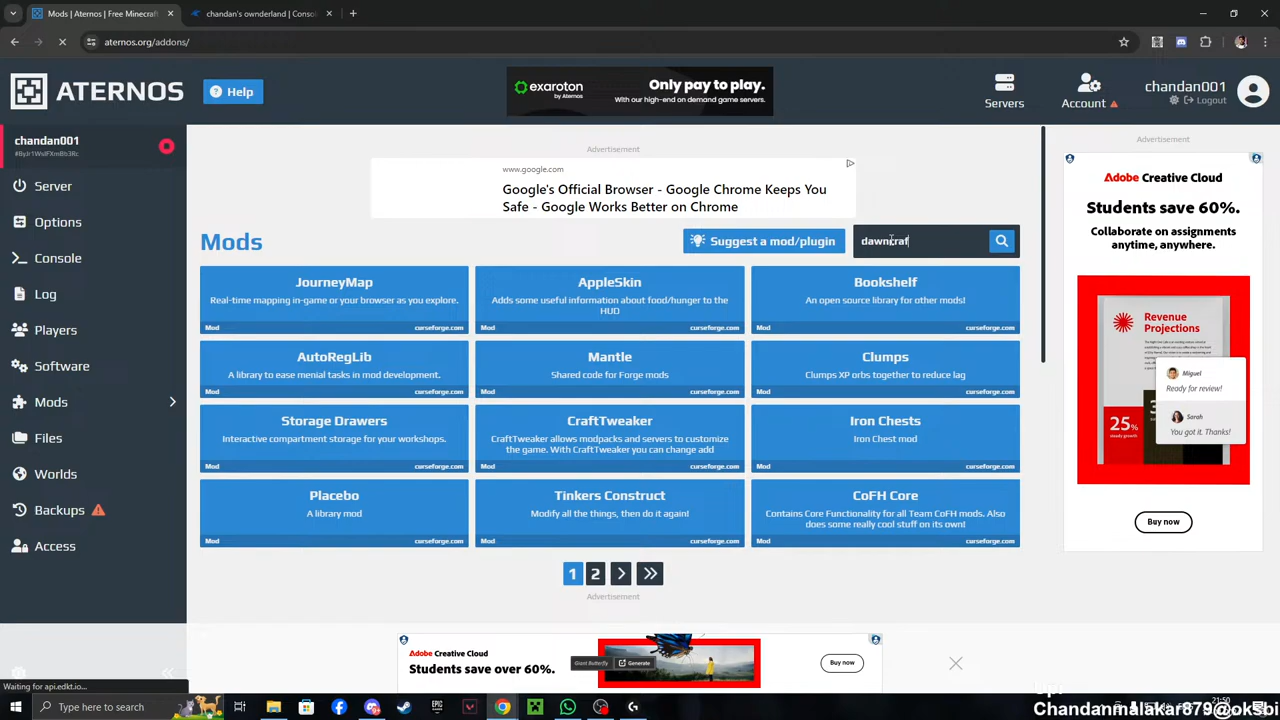 Mods | Free Minecraft
chandan's ownderland | Conso
aternos.org/addons/
ATERNOS
Help
exaroton
by Aternos
Only pay to play.
With our high-end on demand game servers.
Servers
Account
chandan001
Logout
chandan001
Server
Options
Console
Log
Players
Software
Mods
Files
Worlds
Backups
Access
Advertisement
www.google.com
Google's Official Browser - Google Chrome Keeps You
Safe - Google Works Better on Chrome
Mods
Suggest a mod/plugin
dawncraf
JourneyMap
Real-time mapping in-game or your browser as you explore.
Mod
curseforge.com
AppleSkin
Adds some useful information about food/hunger to the
HUD
Mod
curseforge.com
Bookshelf
An open source library for other mods!
Mod
curseforge.com
AutoRegLib
A library to ease menial tasks in mod development.
Mod
curseforge.com
Mantle
Shared code for Forge mods
Mod
curseforge.com
Clumps
Clumps XP orbs together to reduce lag
Mod
curseforge.com
Storage Drawers
Interactive compartment storage for your workshops.
Mod
curseforge.com
CraftTweaker
CraftTweaker allows modpacks and servers to customize
the game. With CraftTweaker you can change add
Mod
curseforge.com
Iron Chests
Iron Chest mod
Mod
curseforge.com
Placebo
A library mod
Mod
curseforge.com
Tinkers Construct
Modify all the things, then do it again!
Mod
curseforge.com
CoFH Core
Contains Core Functionality for all Team CoFH mods. Also
does some really cool stuff on its own!
Mod
curseforge.com
1
2
Advertisement
Advertisement
Adobe Creative Cloud
Students save 60%.
Collaborate on assignments
anytime, anywhere.
Revenue
Projections
Miguel
Ready for review!
Sarah
You got it. Thanks!
25%
steady growth
Buy now
Adobe Creative Cloud
Students save over 60%.
Giant Butterfly
Generate
Buy now
Waiting for api.edkt.io...
Type here to search
21:50
Chandanmalakar879@oksbi